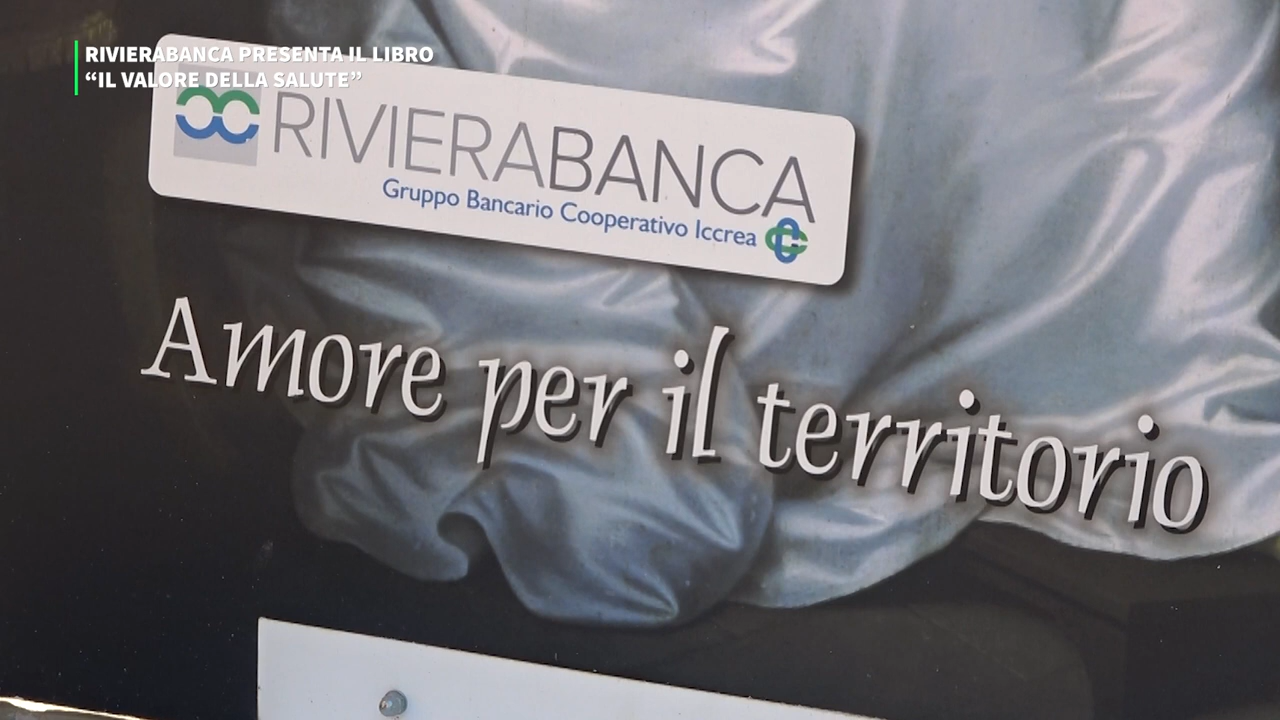 RIVIERABANCA PRESENTA IL LIBRO
“IL VALORE DELLA SALUTE”
RIVIERABANCA
Gruppo Bancario Cooperativo Iccrea
Amore per il territorio